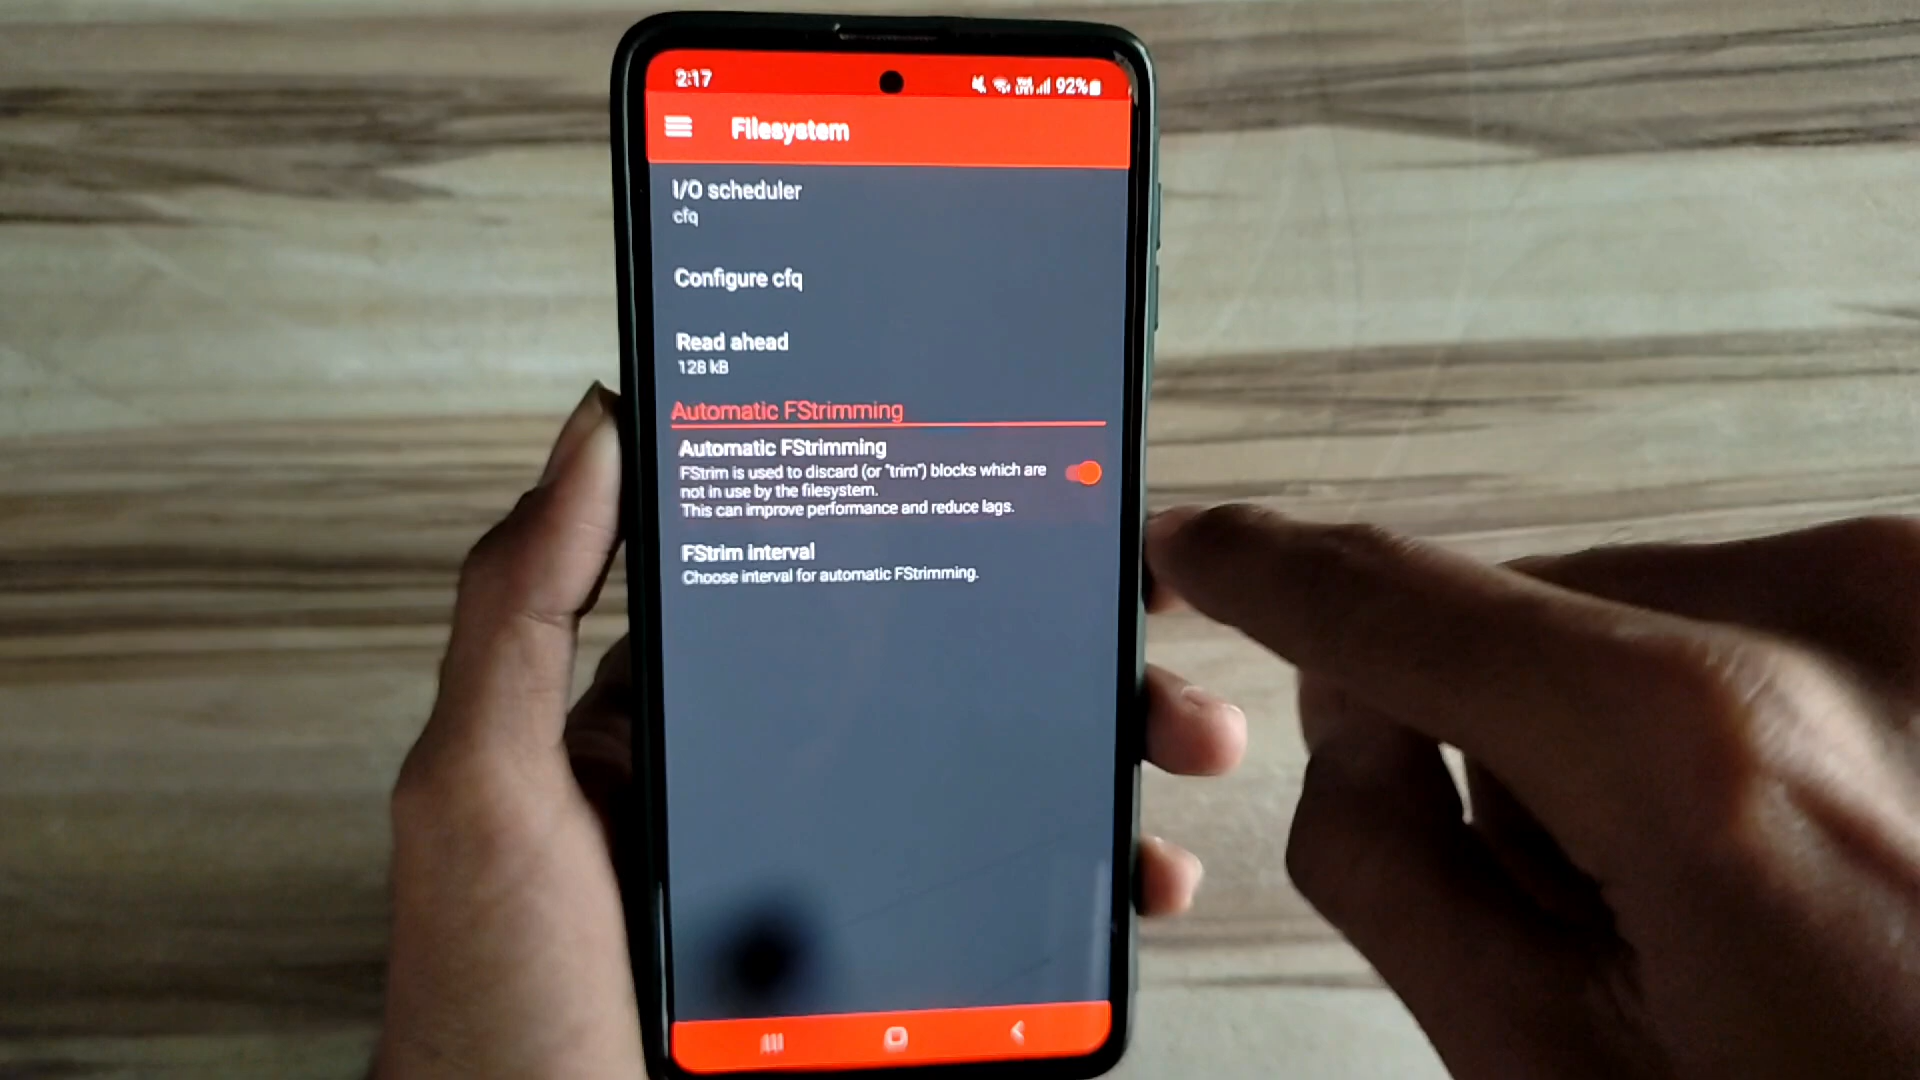 2:17
92%
Filesystem
I/O scheduler
cfq
Configure cfq
Read ahead
128 kB
Automatic FStrimming
Automatic FStrimming
FStrim is used to discard (or "trim") blocks which are
not in use by the filesystem.
This can improve performance and reduce lags.
FStrim interval
Choose interval for automatic FStrimming.